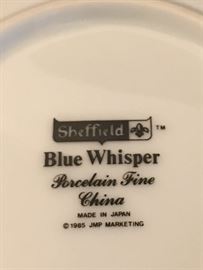 Sheffield ™
Blue Whisper
Porcelain Fine
China
MADE IN JAPAN
©1985 JMP MARKETING